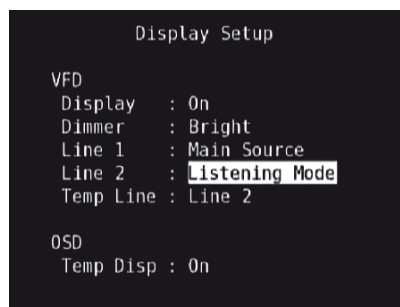 Display Setup
VFD
Display : On
Dimmer : Bright
Line 1 : Main Source
Line 2 : Listening Mode
Temp Line : Line 2
OSD
Temp Disp : On